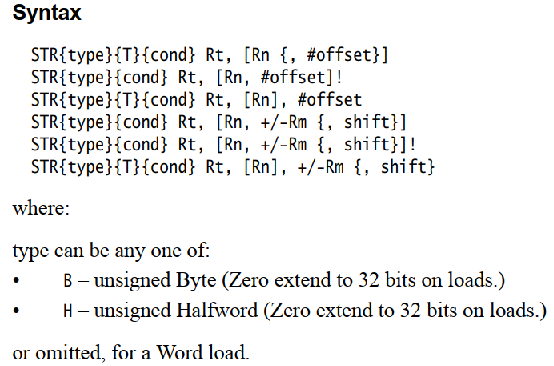 Syntax
STR{type}{T}{cond} Rt, [Rn {, #offset}]
STR{type}{cond} Rt, [Rn, #offset]!
STR{type}{T}{cond} Rt, [Rn], #offset
STR{type}{cond} Rt, [Rn, +/-Rm {, shift}]
STR{type}{cond} Rt, [Rn, +/-Rm {, shift}]!
STR{type}{T}{cond} Rt, [Rn], +/-Rm {, shift}
where:
type can be any one of:
• B – unsigned Byte (Zero extend to 32 bits on loads.)
• H – unsigned Halfword (Zero extend to 32 bits on loads.)
or omitted, for a Word load.